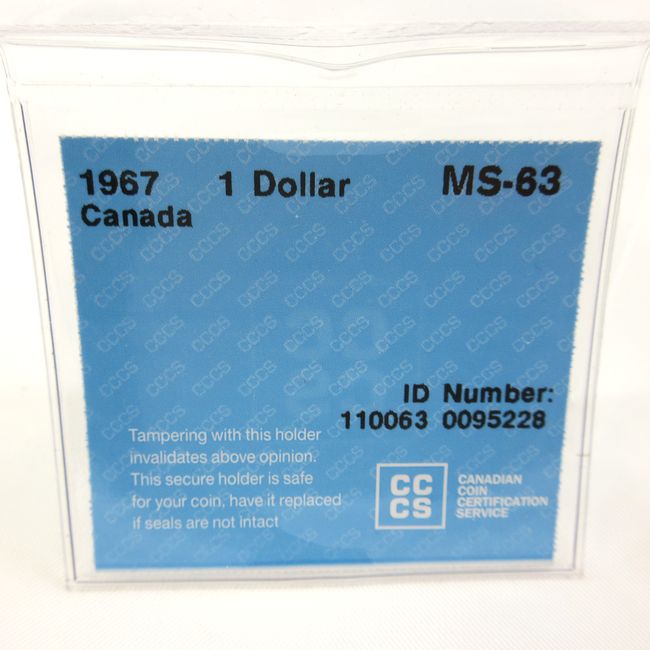 1967 1 Dollar MS-63
Canada
ID Number:
110063 0095228
Tampering with this holder
invalidates above opinion.
This secure holder is safe
for your coin, have it replaced
if seals are not intact
CC
CS
CANADIAN
COIN
CERTIFICATION
SERVICE